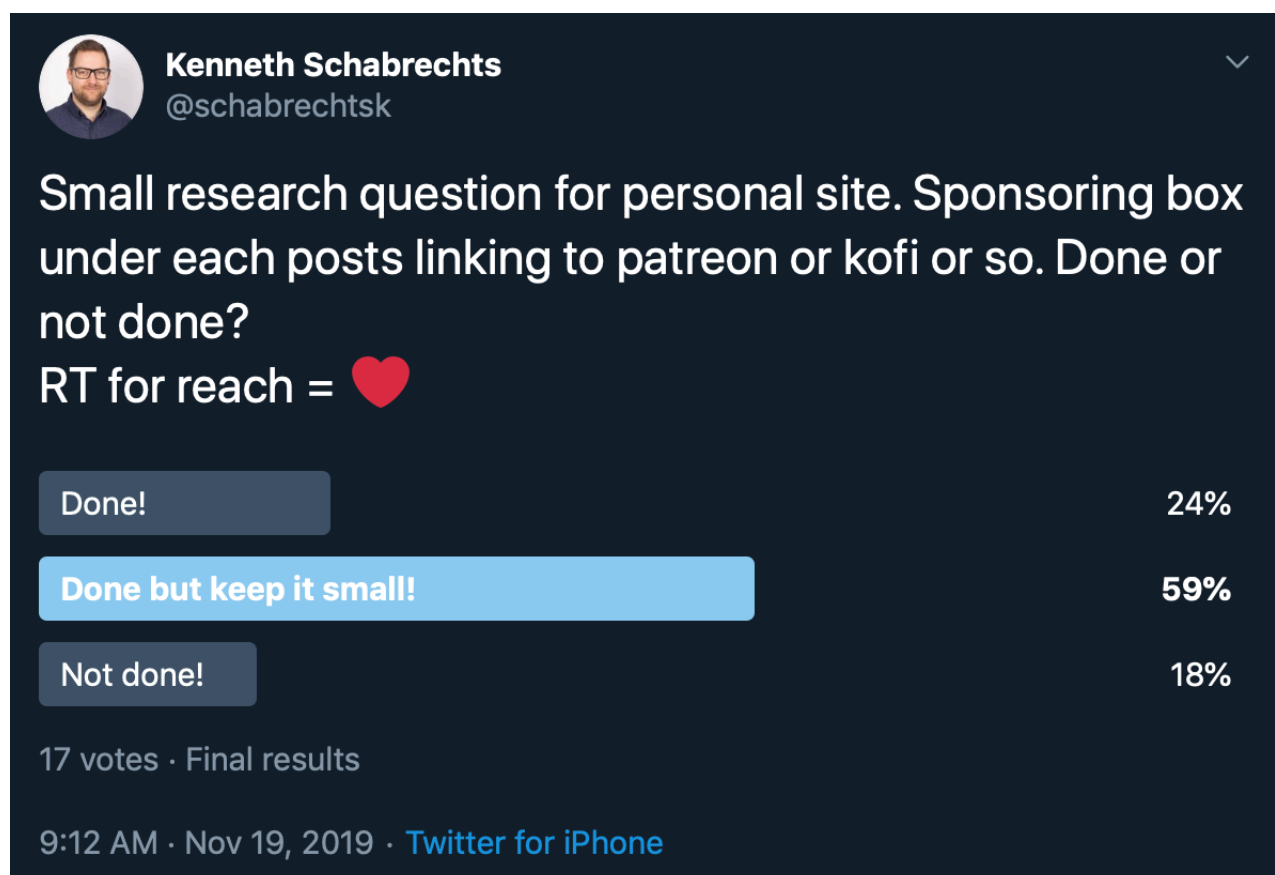 Kenneth Schabrechts
@schabrechtsk
Small research question for personal site. Sponsoring box
under each posts linking to patreon or kofi or so. Done or
not done?
RT for reach = ❤️
Done! 24%
Done but keep it small! 59%
Not done! 18%
17 votes · Final results
9:12 AM · Nov 19, 2019 · Twitter for iPhone